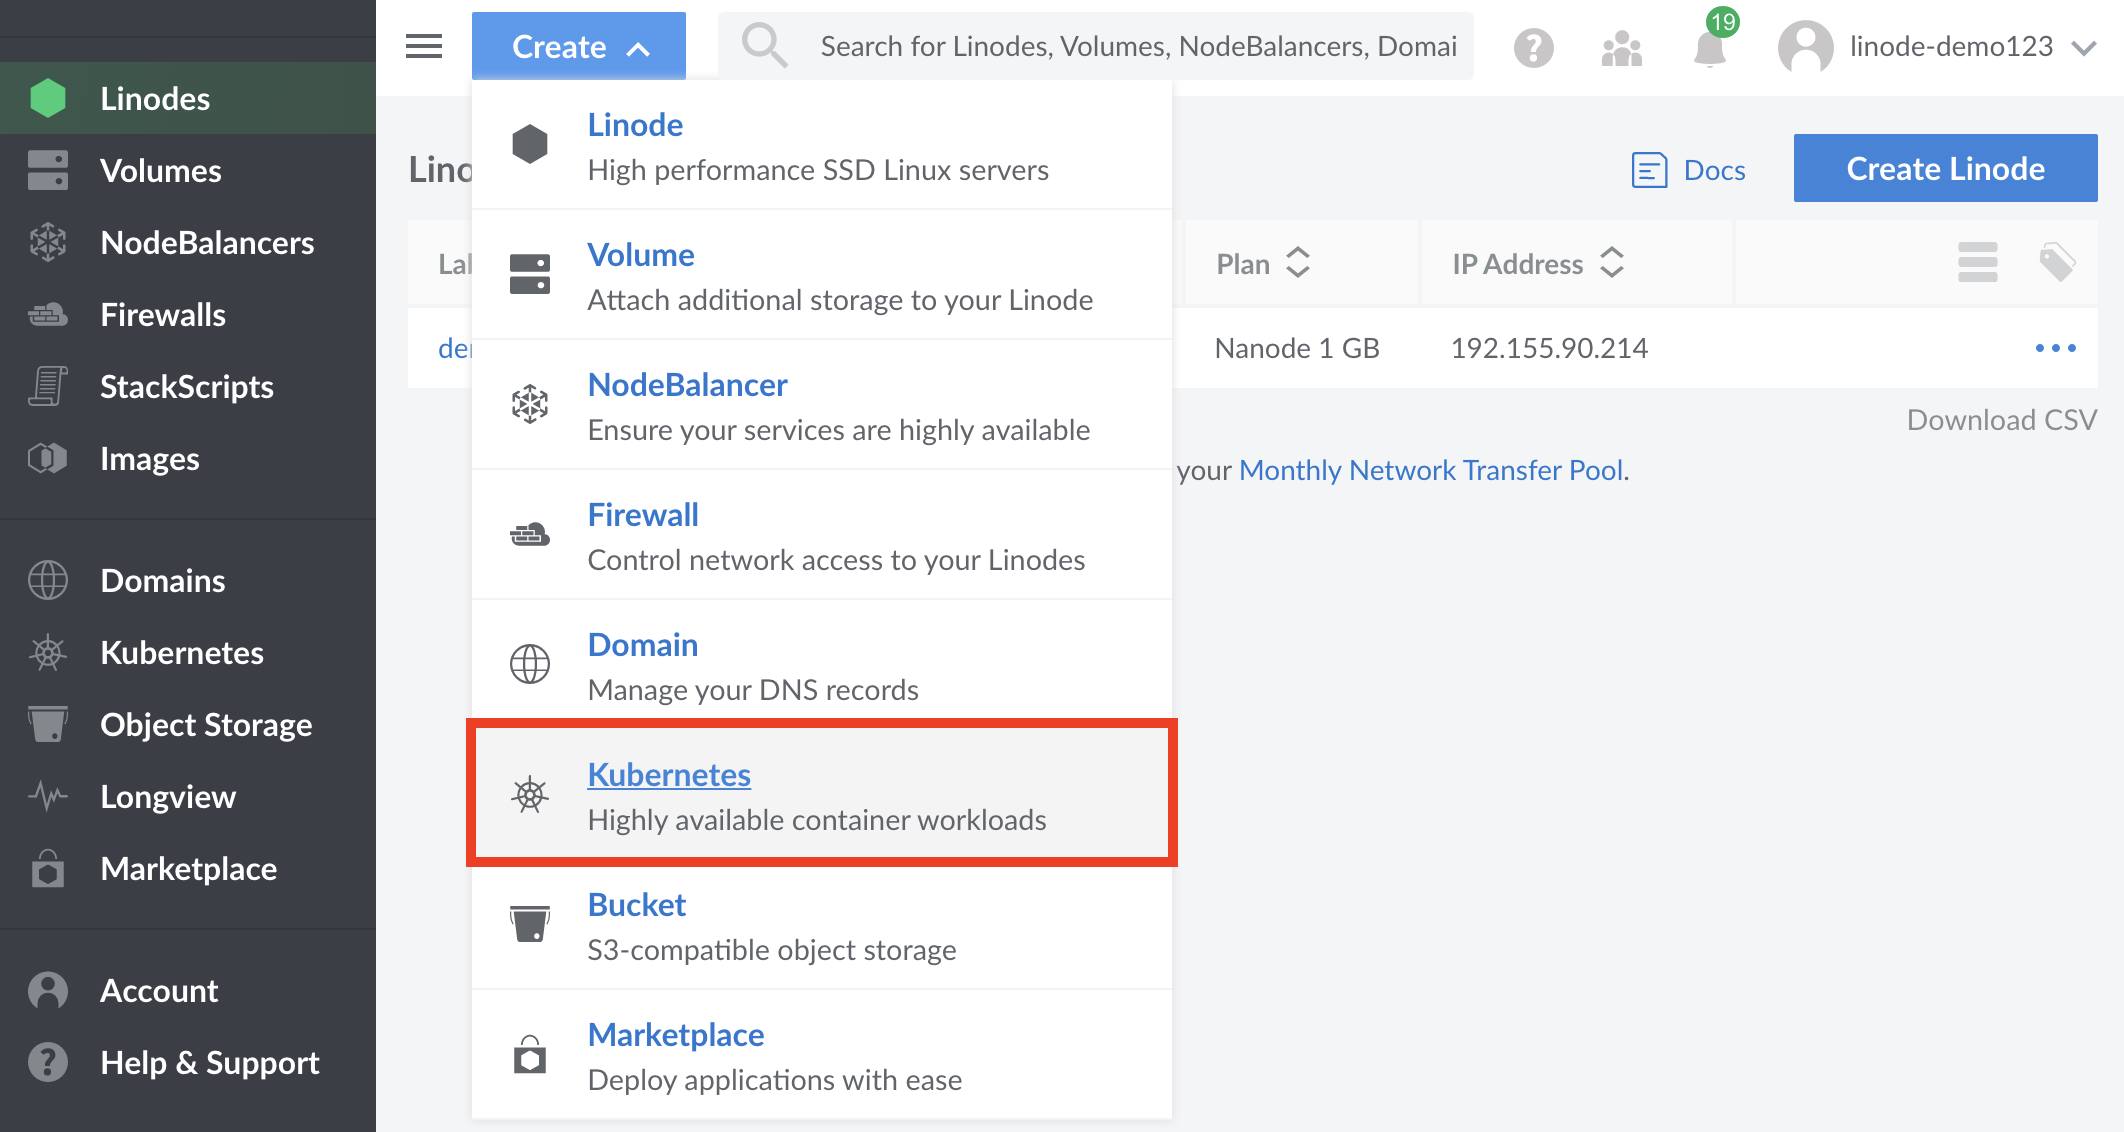 Linodes
Volumes
NodeBalancers
Firewalls
StackScripts
Images
Domains
Kubernetes
Object Storage
Longview
Marketplace
Account
Help & Support
Create
Search for Linodes, Volumes, NodeBalancers, Domai
?
19
linode-demo123
Linode
High performance SSD Linux servers
Volume
Attach additional storage to your Linode
NodeBalancer
Ensure your services are highly available
Firewall
Control network access to your Linodes
Domain
Manage your DNS records
Kubernetes
Highly available container workloads
Bucket
S3-compatible object storage
Marketplace
Deploy applications with ease
Docs
Create Linode
Plan
IP Address
Nanode 1 GB
192.155.90.214
Download CSV
your Monthly Network Transfer Pool.